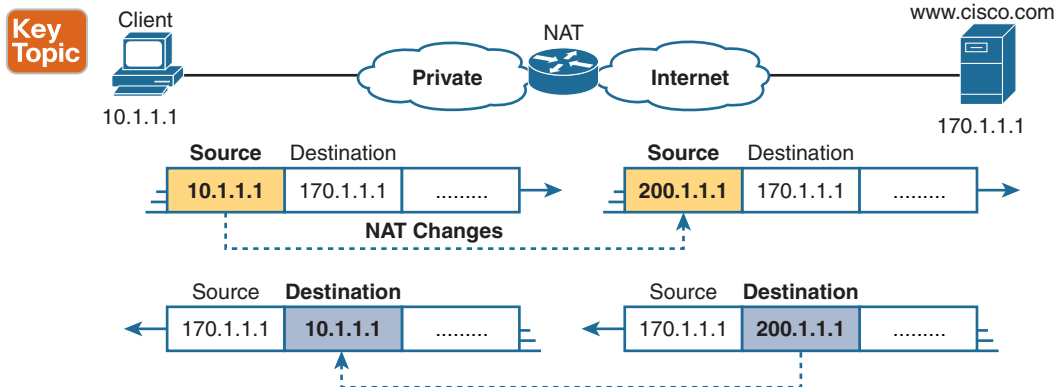 Key Topic
Client
NAT
www.cisco.com
Private
Internet
10.1.1.1
170.1.1.1
Source Destination
Source Destination
10.1.1.1 170.1.1.1 .........
200.1.1.1 170.1.1.1 .........
NAT Changes
Source Destination
Source Destination
170.1.1.1 10.1.1.1 .........
170.1.1.1 200.1.1.1 .........